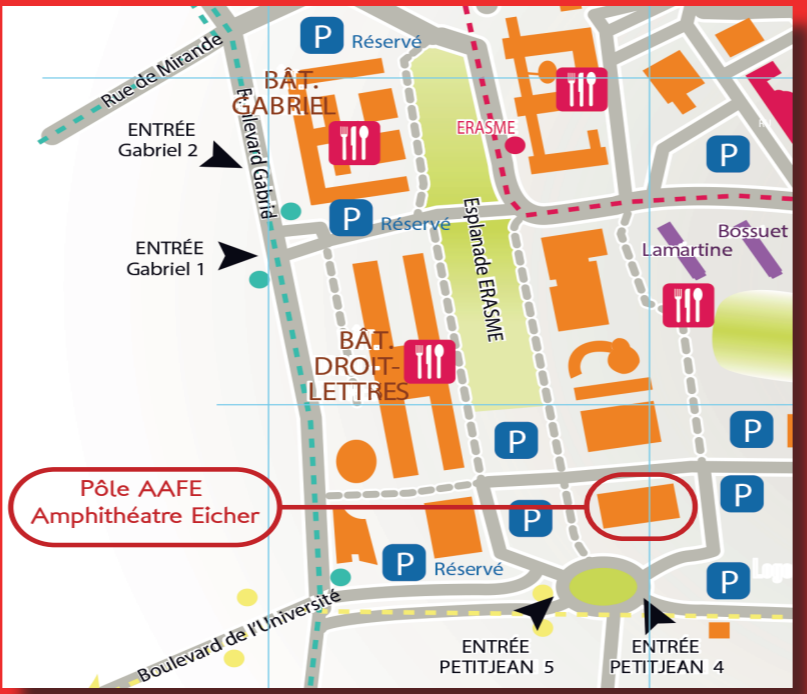 P Réservé
Rue de Mirande
BÂT.
GABRIEL
ENTRÉE
Gabriel 2
Boulevard Gabriel
ERASME
P
P Réservé
ENTRÉE
Gabriel 1
Esplanade ERASME
Bossuet
Lamartine
BÂT.
DROIT-
LETTRES
P
P
Pôle AAFE
Amphithéatre Eicher
P
P
P Réservé
P
Boulevard de l'Université
ENTRÉE
PETITJEAN 5
ENTRÉE
PETITJEAN 4